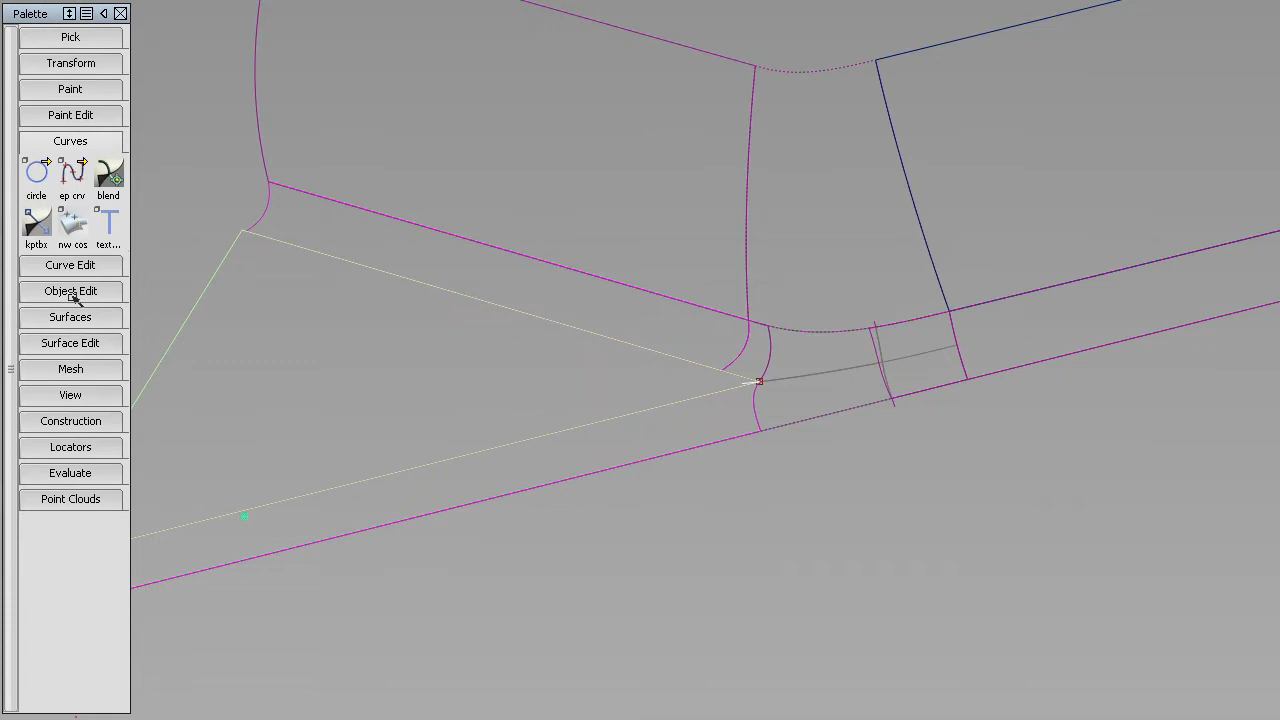 Palette
Pick
Transform
Paint
Paint Edit
Curves
circle ep crv blend
kptbx nw cos text...
Curve Edit
Object Edit
Surfaces
Surface Edit
Mesh
View
Construction
Locators
Evaluate
Point Clouds